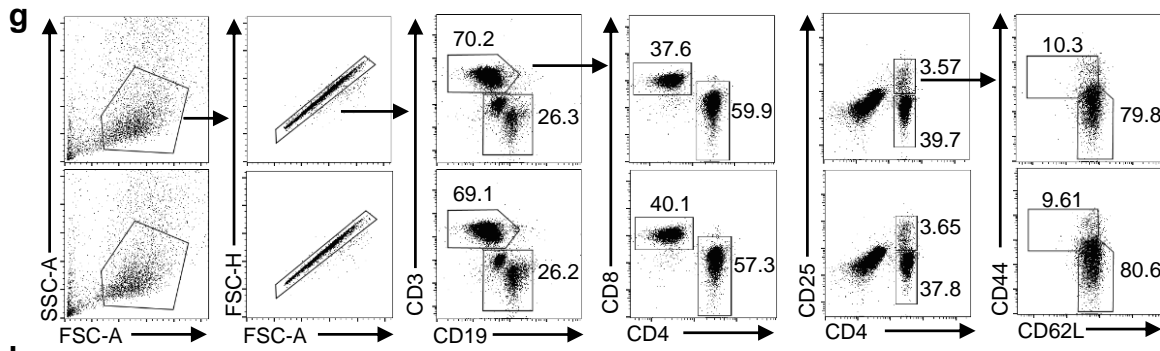 g
SSC-A
FSC-A
FSC-H
FSC-A
CD3
CD19
70.2
26.3
69.1
26.2
CD8
CD4
37.6
59.9
40.1
57.3
CD25
CD4
3.57
39.7
3.65
37.8
CD44
CD62L
10.3
79.8
9.61
80.6